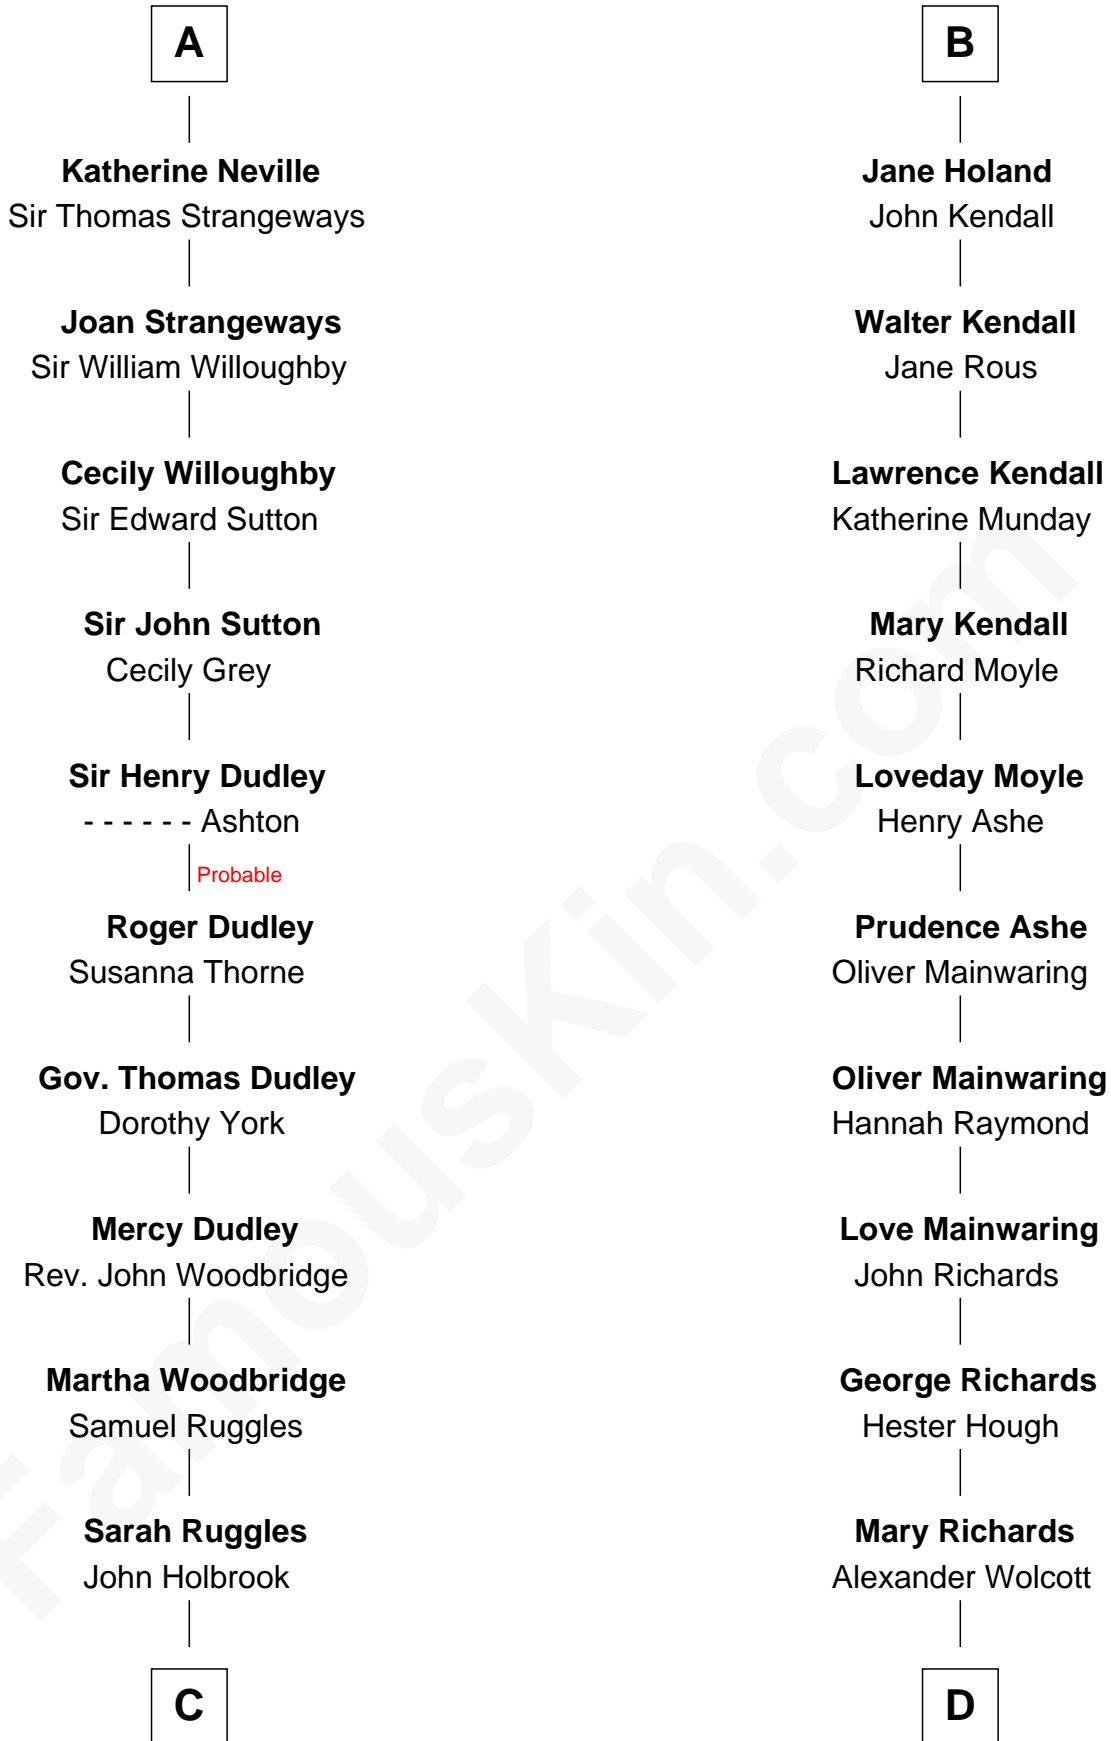 A
Katherine Neville
Sir Thomas Strangeways
Joan Strangeways
Sir William Willoughby
Cecily Willoughby
Sir Edward Sutton
Sir John Sutton
Cecily Grey
Sir Henry Dudley
- - - - - - Ashton
Probable
Roger Dudley
Susanna Thorne
Gov. Thomas Dudley
Dorothy York
Mercy Dudley
Rev. John Woodbridge
Martha Woodbridge
Samuel Ruggles
Sarah Ruggles
John Holbrook
C
B
Jane Holand
John Kendall
Walter Kendall
Jane Rous
Lawrence Kendall
Katherine Munday
Mary Kendall
Richard Moyle
Loveday Moyle
Henry Ashe
Prudence Ashe
Oliver Mainwaring
Oliver Mainwaring
Hannah Raymond
Love Mainwaring
John Richards
George Richards
Hester Hough
Mary Richards
Alexander Wolcott
D
FamousKin.com